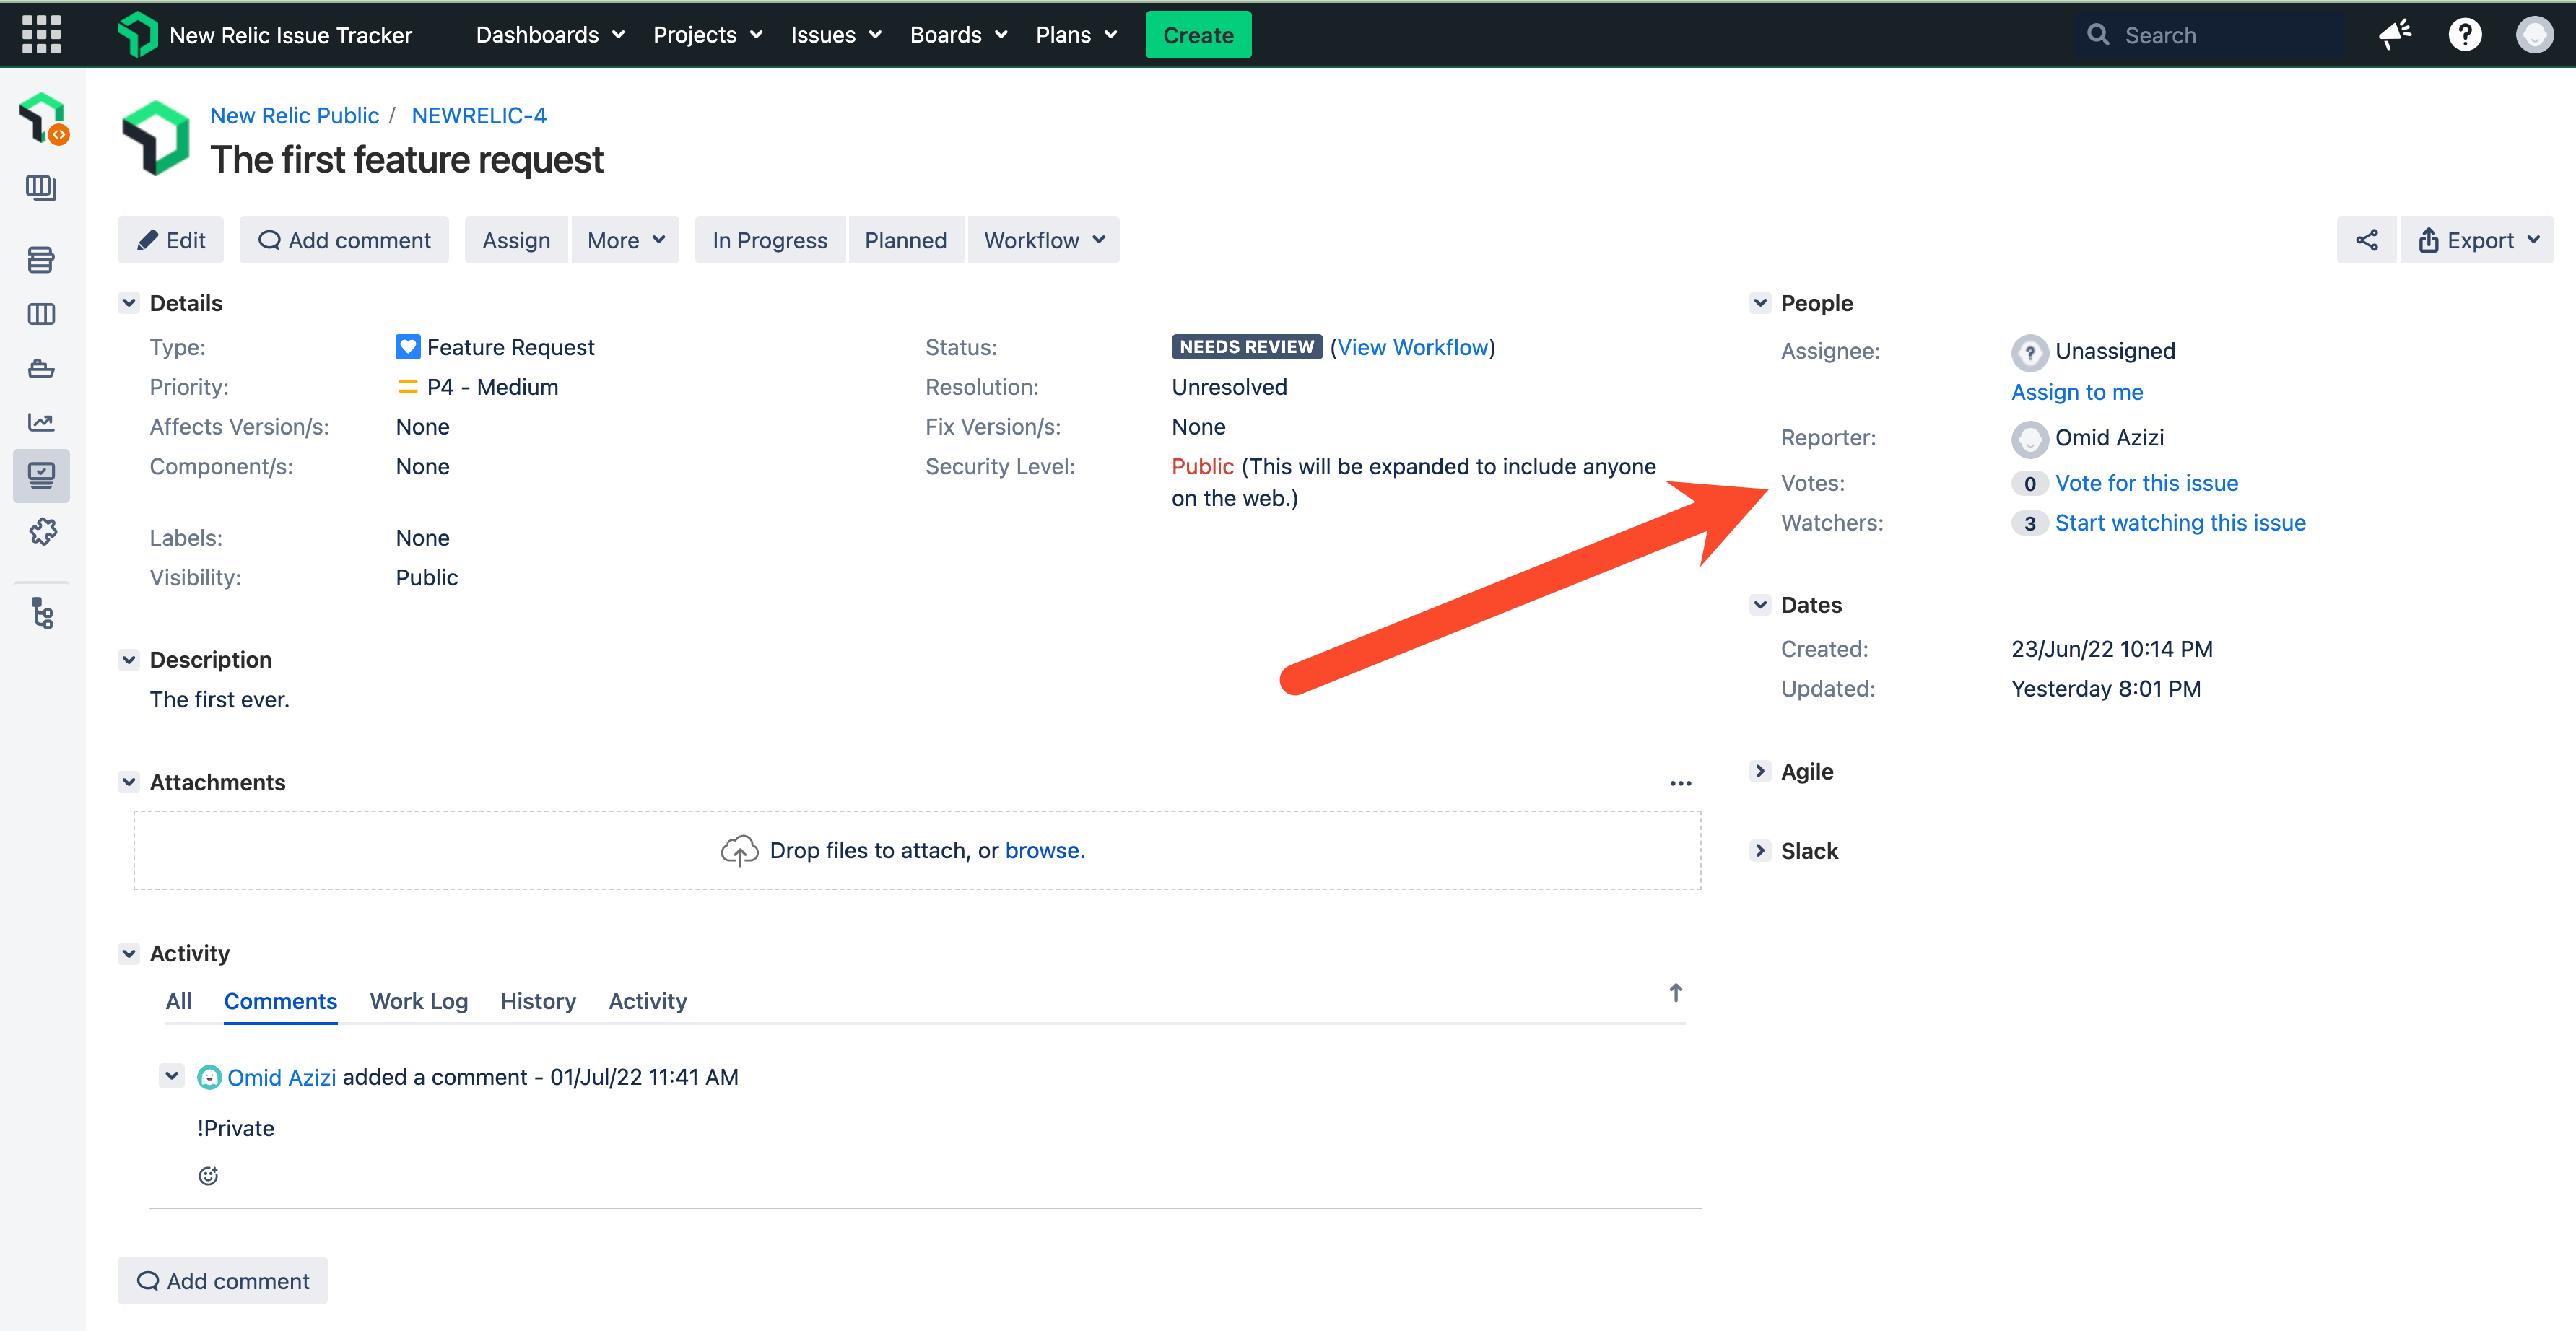 New Relic Issue Tracker Dashboards Projects Issues Boards Plans Create Search
New Relic Public / NEWRELIC-4
The first feature request
Edit Add comment Assign More In Progress Planned Workflow Export
Details
Type: Feature Request
Priority: P4 - Medium
Affects Version/s: None
Component/s: None
Labels: None
Visibility: Public
Status: NEEDS REVIEW (View Workflow)
Resolution: Unresolved
Fix Version/s: None
Security Level: Public (This will be expanded to include anyone
on the web.)
Description
The first ever.
Attachments
Drop files to attach, or browse.
Activity
All Comments Work Log History Activity
Omid Azizi added a comment - 01/Jul/22 11:41 AM
!Private
Add comment
People
Assignee: Unassigned
Assign to me
Reporter: Omid Azizi
Votes: 0 Vote for this issue
Watchers: 3 Start watching this issue
Dates
Created: 23/Jun/22 10:14 PM
Updated: Yesterday 8:01 PM
Agile
Slack